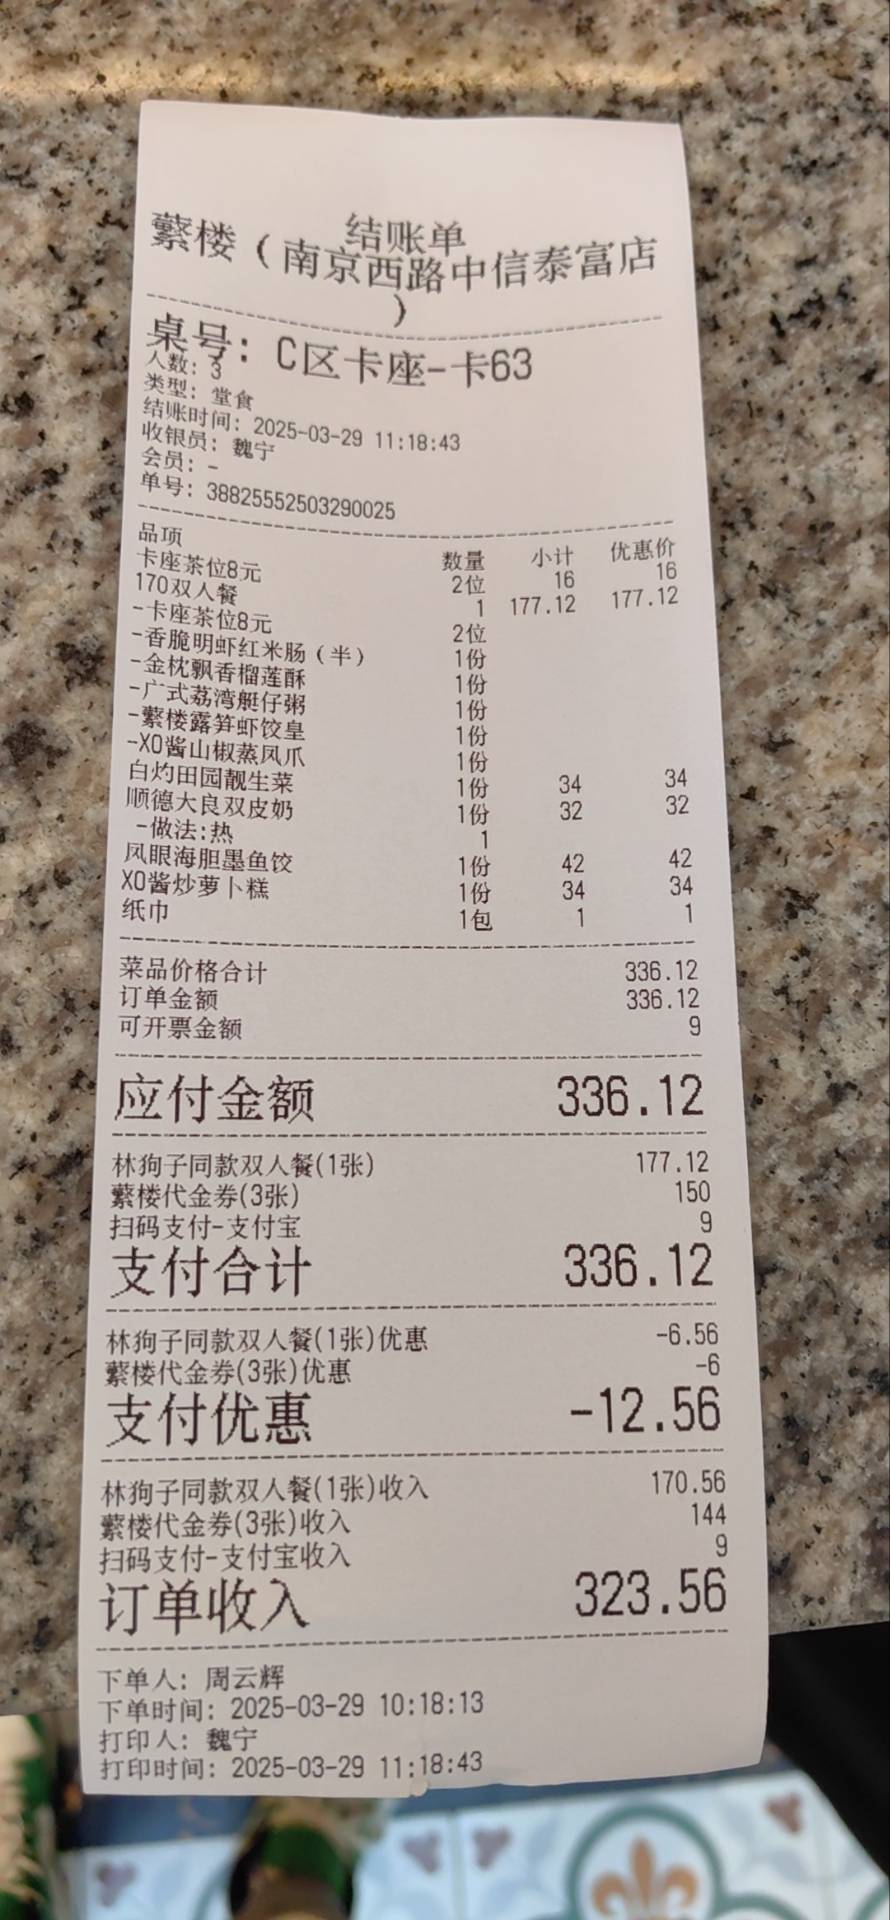 结账单
蘩楼（南京西路中信泰富店
）
桌号：C区卡座-卡63
人数：3
类型：堂食
结账时间：2025-03-29 11:18:43
收银员：魏宁
会员：-
单号：38825552503290025
品项 数量 小计 优惠价
卡座茶位8元 2位 16 16
170双人餐 1 177.12 177.12
-卡座茶位8元 2位
-香脆明虾红米肠（半） 1份
-金枕飘香榴莲酥 1份
-广式荔湾艇仔粥 1份
-蘩楼露笋虾饺皇 1份
-XO酱山椒蒸凤爪 1份
白灼田园靓生菜 1份 34 34
顺德大良双皮奶 1份 32 32
-做法:热 1
凤眼海胆墨鱼饺 1份 42 42
XO酱炒萝卜糕 1份 34 34
纸巾 1包 1 1
菜品价格合计 336.12
订单金额 336.12
可开票金额 9
应付金额 336.12
林狗子同款双人餐(1张) 177.12
蘩楼代金券(3张) 150
扫码支付-支付宝 9
支付合计 336.12
林狗子同款双人餐(1张)优惠 -6.56
蘩楼代金券(3张)优惠 -6
支付优惠 -12.56
林狗子同款双人餐(1张)收入 170.56
蘩楼代金券(3张)收入 144
扫码支付-支付宝收入 9
订单收入 323.56
下单人：周云辉
下单时间：2025-03-29 10:18:13
打印人：魏宁
打印时间：2025-03-29 11:18:43